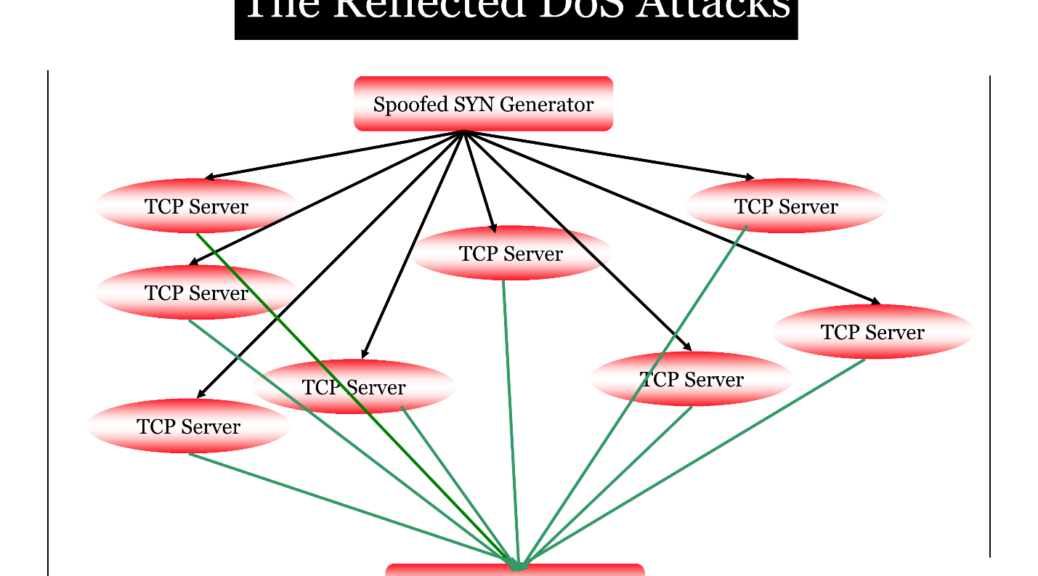 The Reflected DoS Attacks
Spoofed SYN Generator
TCP Server
TCP Server
TCP Server
TCP Server
TCP Server
TCP Server
TCP Server
TCP Server